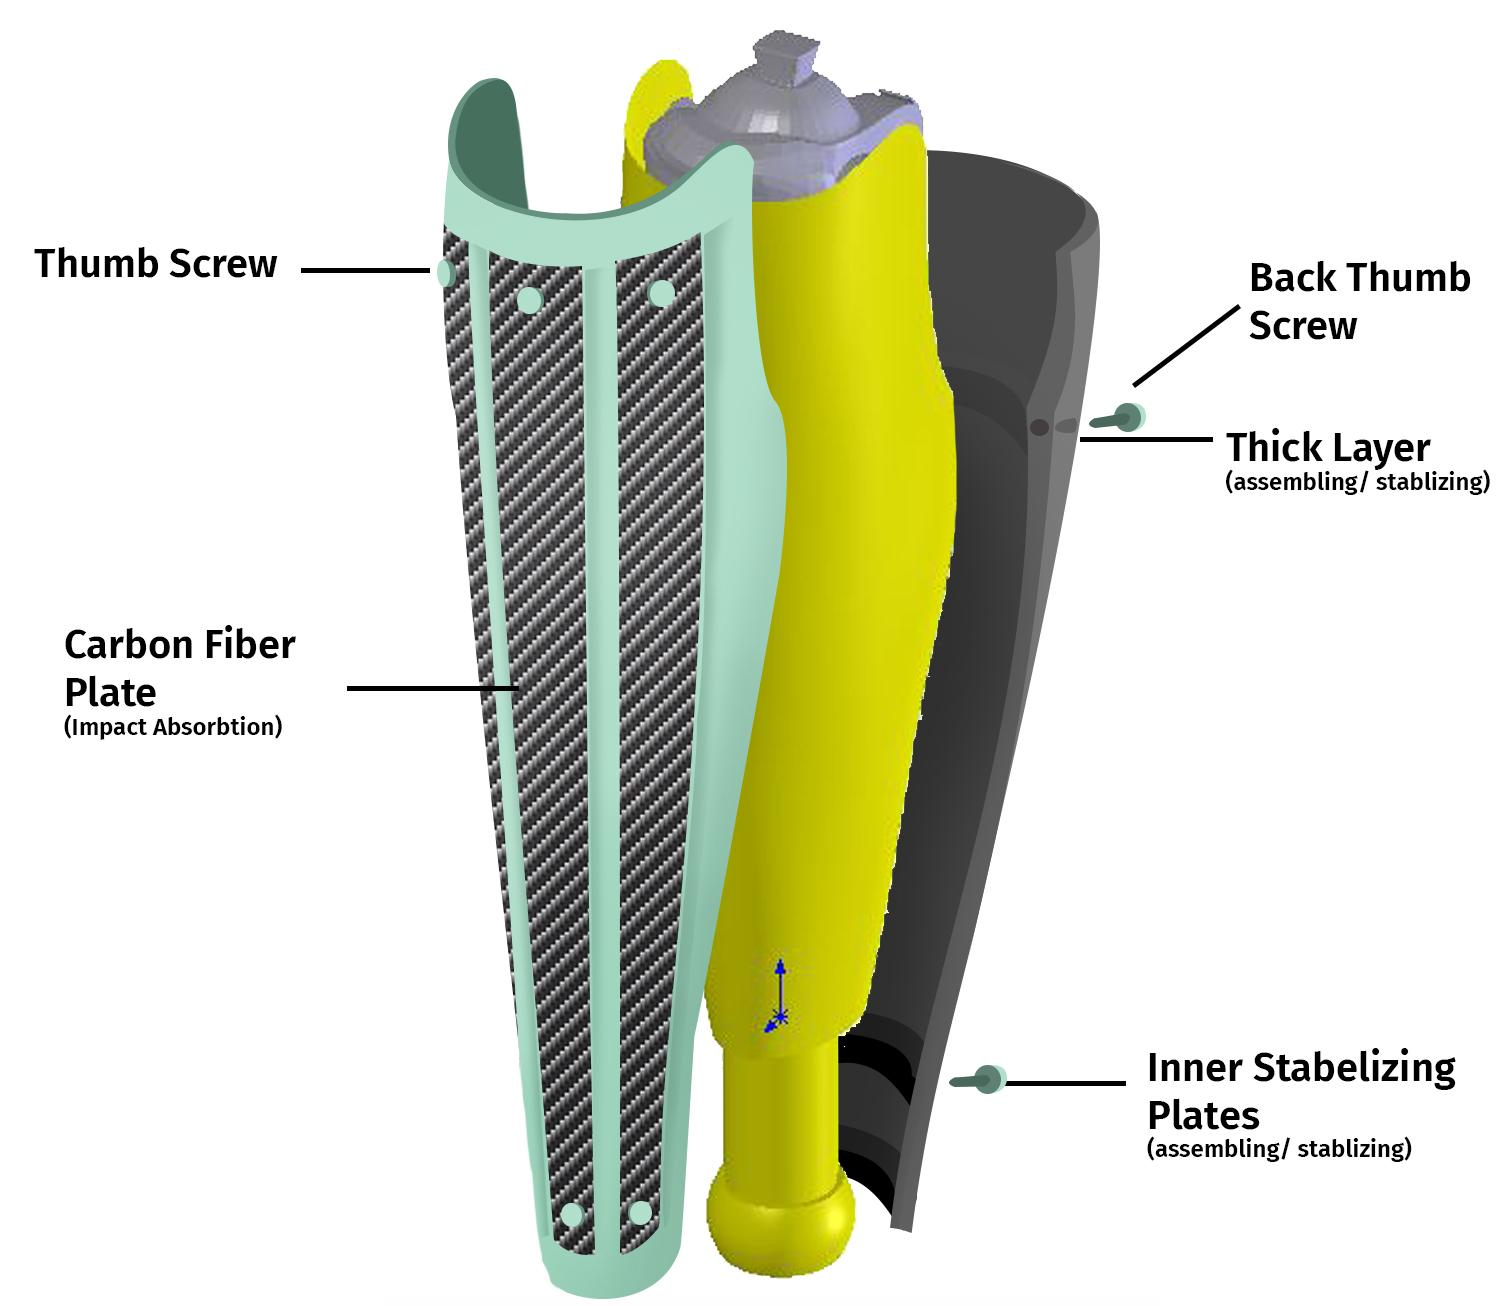 Thumb Screw
Back Thumb
Screw
Thick Layer
(assembling/ stablizing)
Carbon Fiber
Plate
(Impact Absorbtion)
Inner Stabelizing
Plates
(assembling/ stablizing)